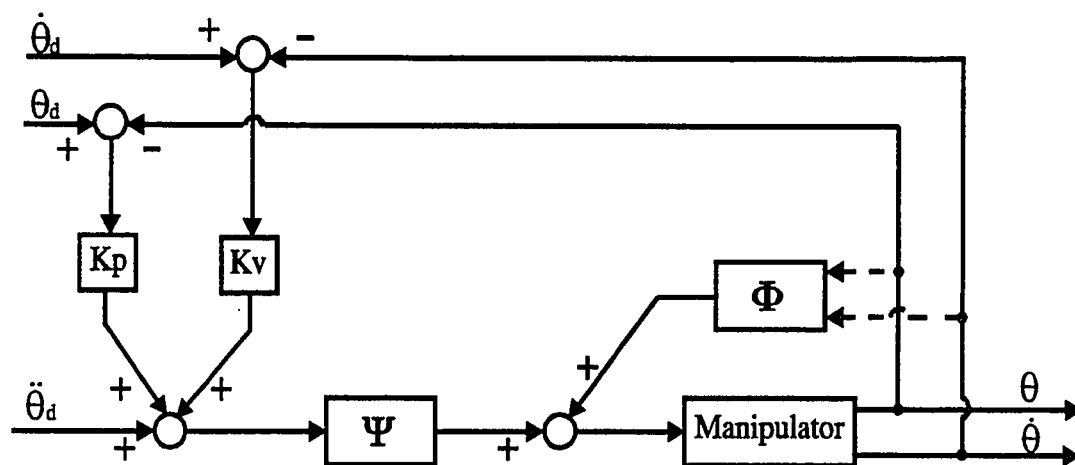 θ̇d + -
θd + -
Kp Kv
Φ
+
θ̈d + + +
Ψ + Manipulator
θ
θ̇